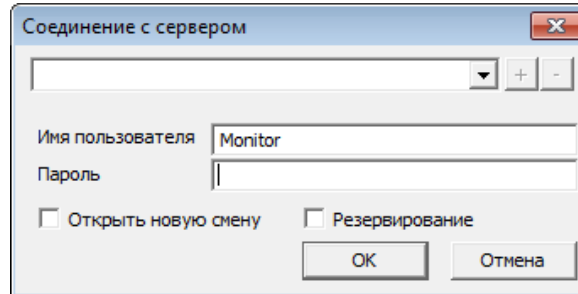 Соединение с сервером
+ -
Имя пользователя Monitor
Пароль
Открыть новую смену Резервирование
OK Отмена